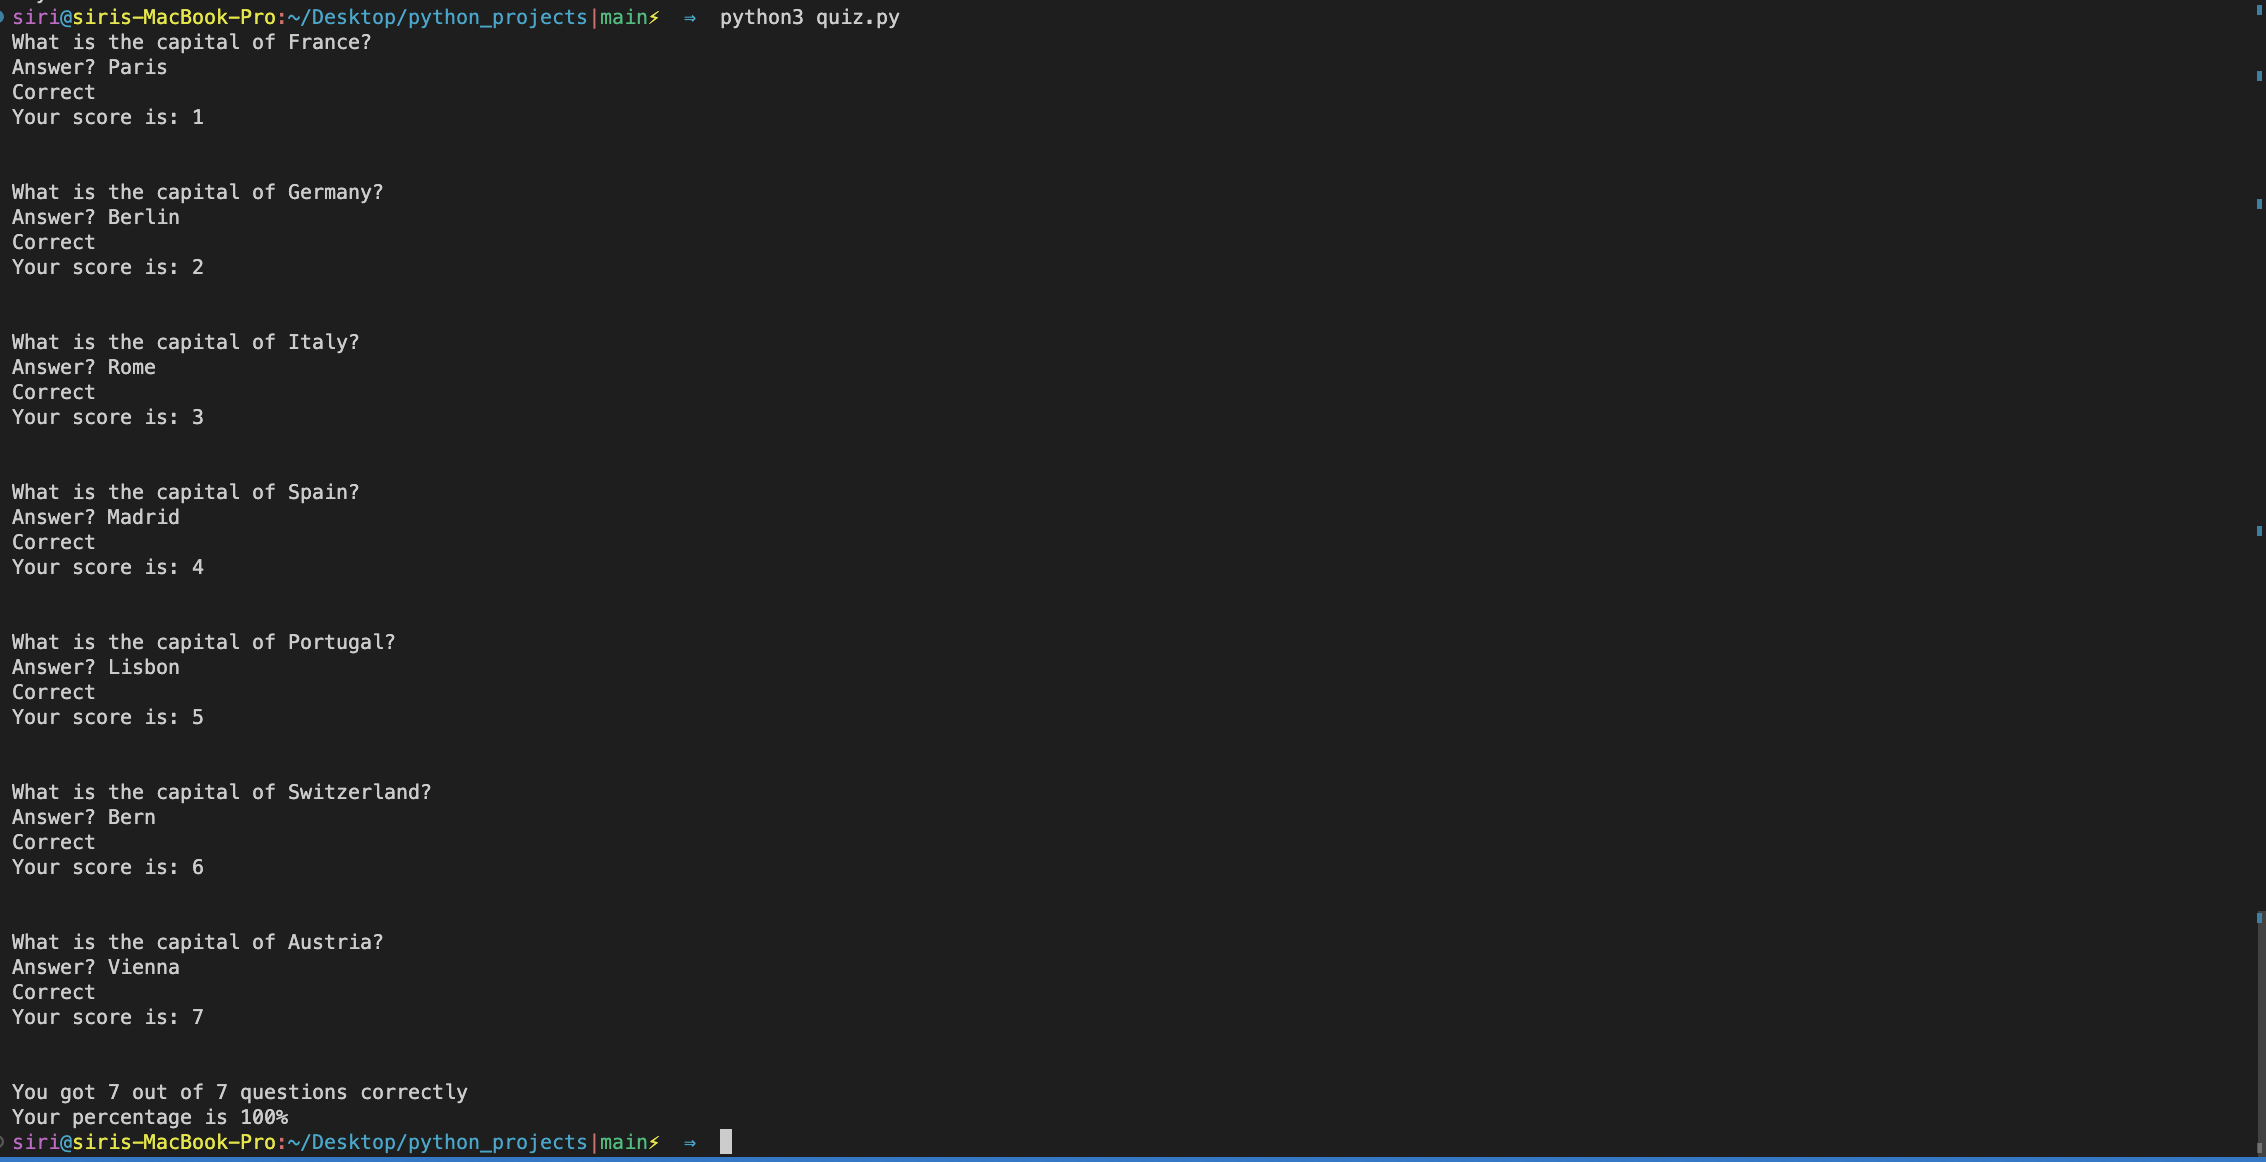 siri@siris-MacBook-Pro:~/Desktop/python_projects|main⚡ ⇒ python3 quiz.py
What is the capital of France?
Answer? Paris
Correct
Your score is: 1
What is the capital of Germany?
Answer? Berlin
Correct
Your score is: 2
What is the capital of Italy?
Answer? Rome
Correct
Your score is: 3
What is the capital of Spain?
Answer? Madrid
Correct
Your score is: 4
What is the capital of Portugal?
Answer? Lisbon
Correct
Your score is: 5
What is the capital of Switzerland?
Answer? Bern
Correct
Your score is: 6
What is the capital of Austria?
Answer? Vienna
Correct
Your score is: 7
You got 7 out of 7 questions correctly
Your percentage is 100%
siri@siris-MacBook-Pro:~/Desktop/python_projects|main⚡ ⇒